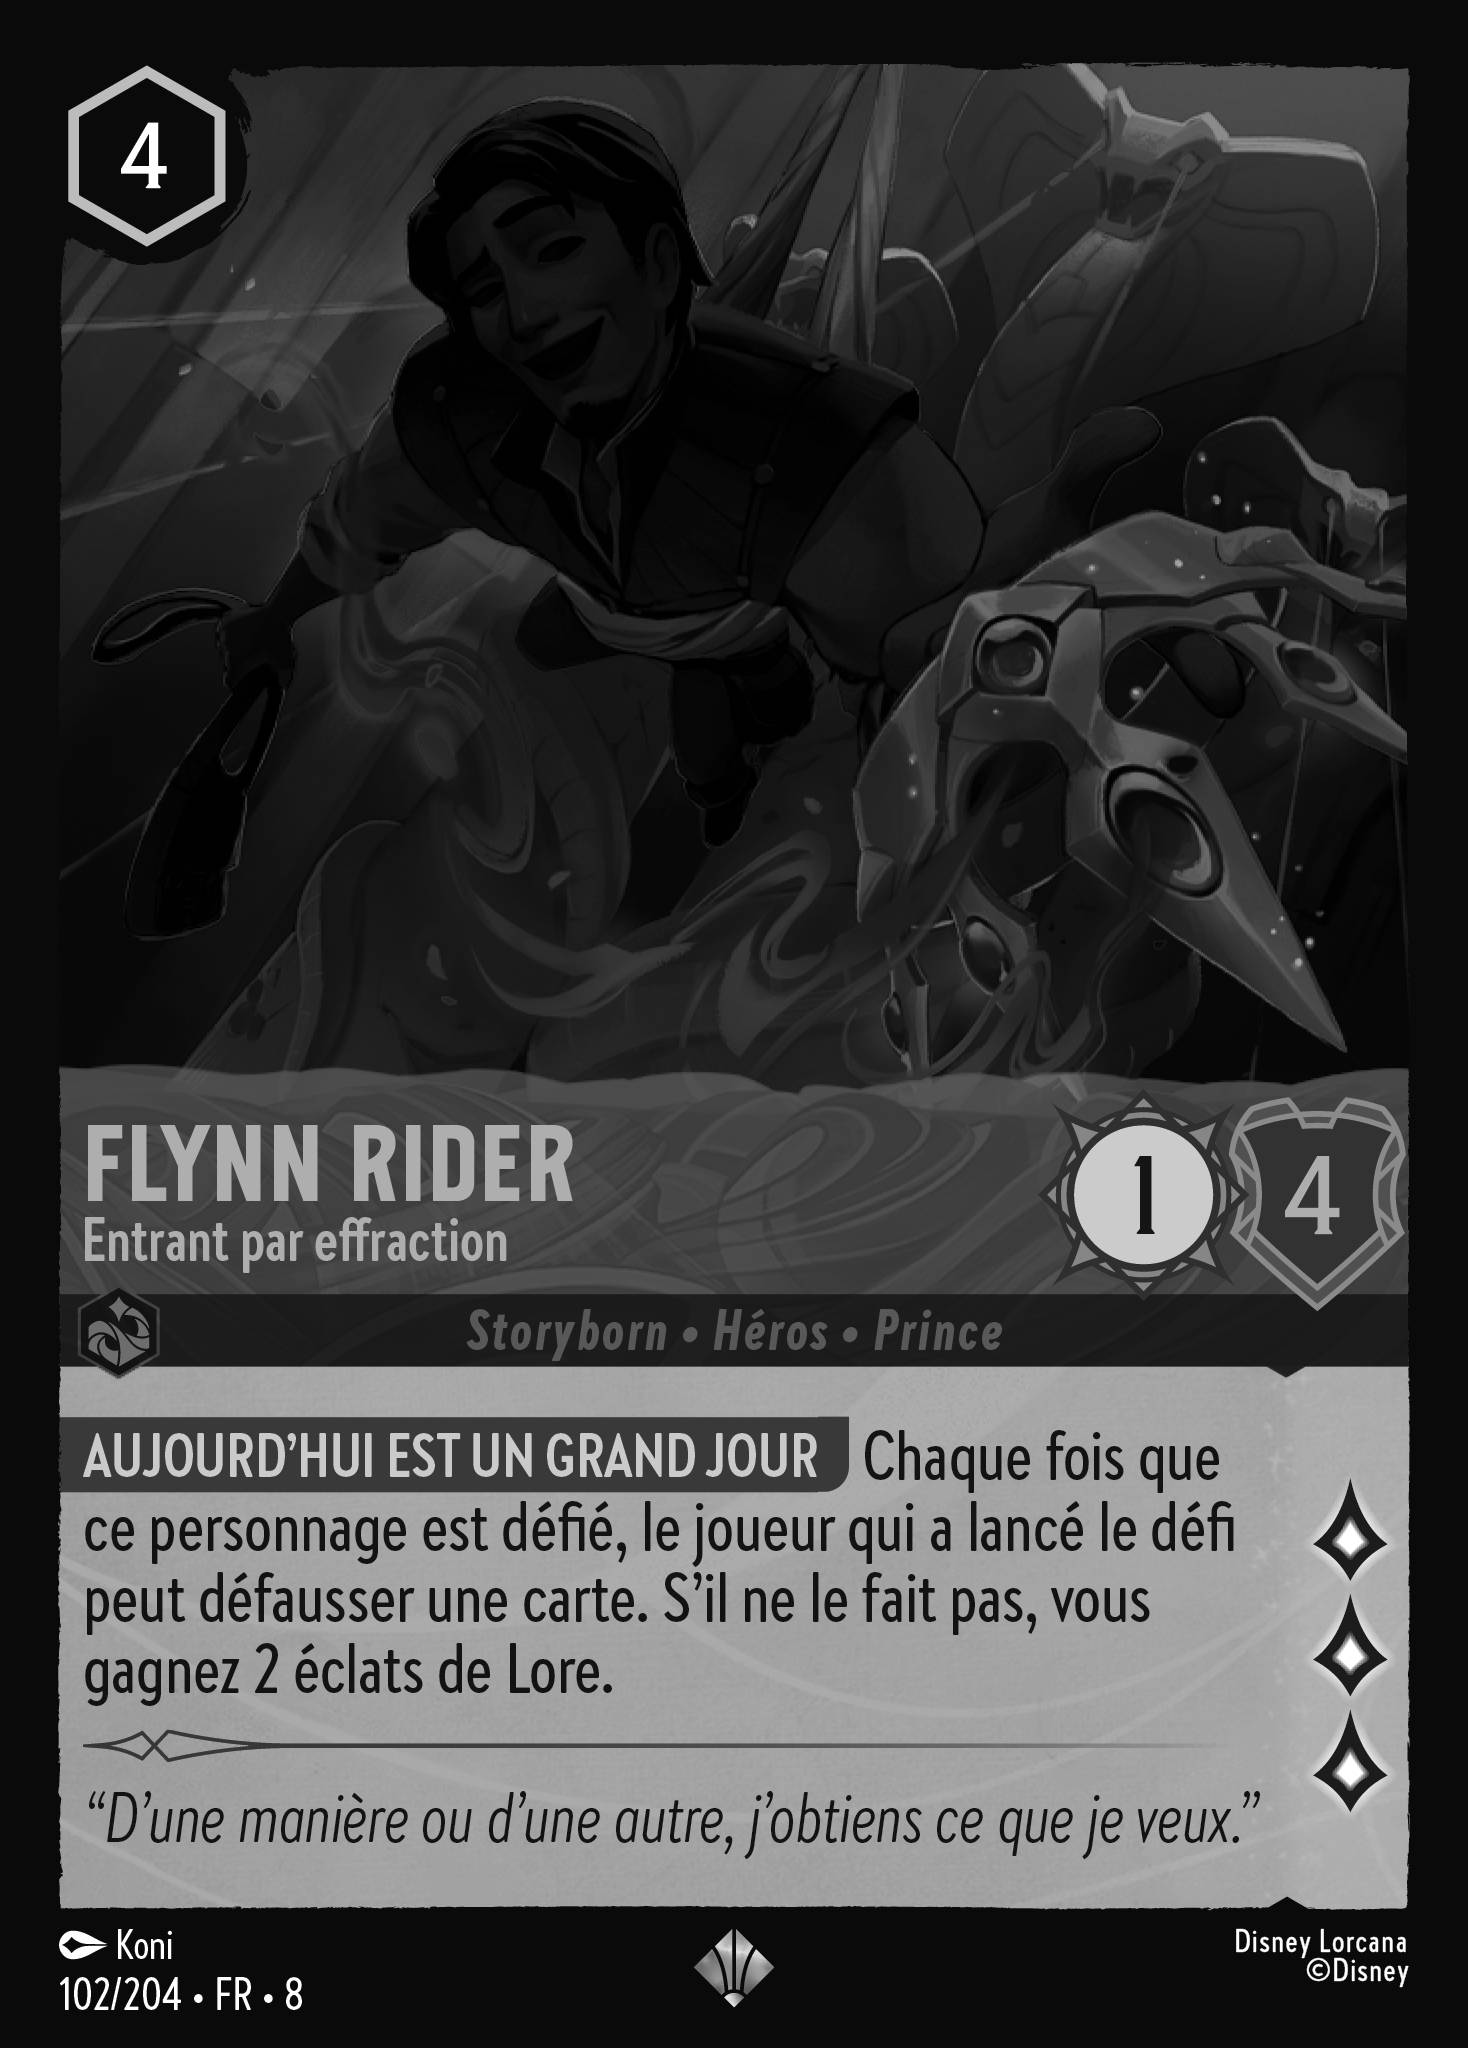 4
FLYNN RIDER
Entrant par effraction
1
4
Storyborn • Héros • Prince
AUJOURD’HUI EST UN GRAND JOUR Chaque fois que
ce personnage est défié, le joueur qui a lancé le défi
peut défausser une carte. S’il ne le fait pas, vous
gagnez 2 éclats de Lore.
“D’une manière ou d’une autre, j’obtiens ce que je veux.”
Koni
102/204 • FR • 8
Disney Lorcana
©Disney